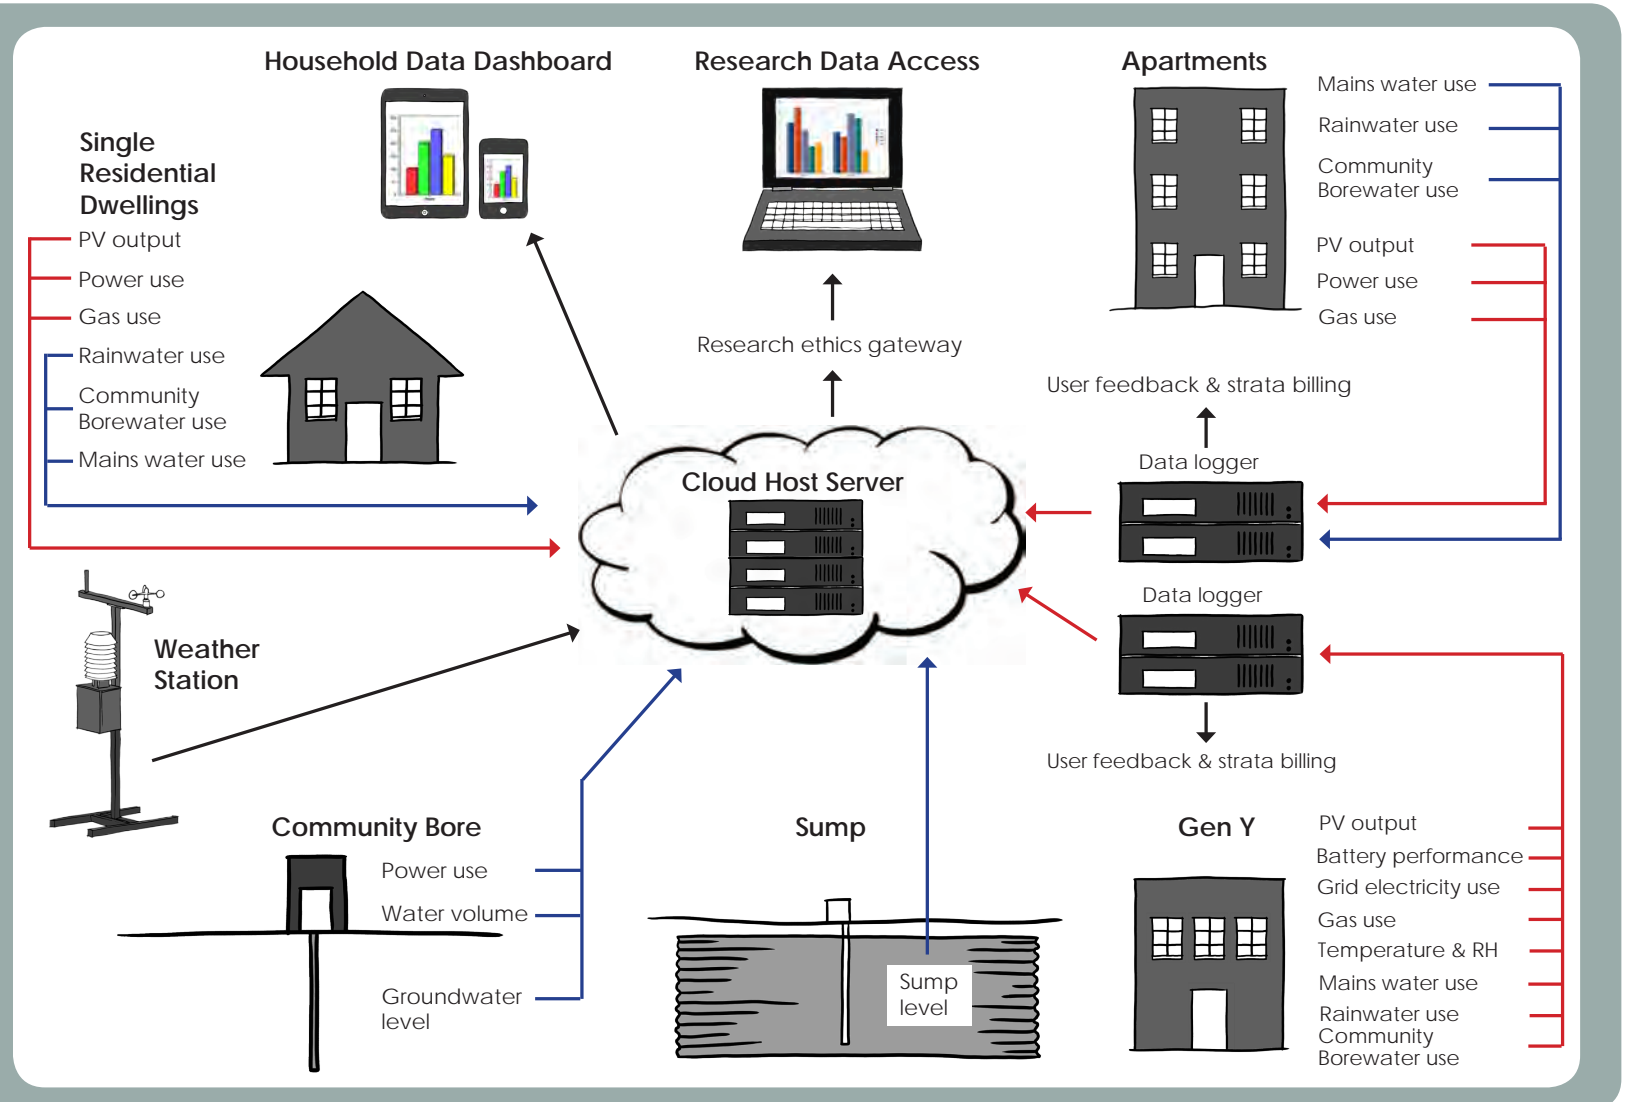 Household Data Dashboard
Research Data Access
Apartments
Mains water use
Rainwater use
Community
Borewater use
PV output
Power use
Gas use
Single
Residential
Dwellings
PV output
Power use
Gas use
Rainwater use
Community
Borewater use
Mains water use
Research ethics gateway
User feedback & strata billing
Data logger
Cloud Host Server
Data logger
User feedback & strata billing
Weather
Station
Community Bore
Power use
Water volume
Groundwater
level
Sump
Sump
level
Gen Y
PV output
Battery performance
Grid electricity use
Gas use
Temperature & RH
Mains water use
Rainwater use
Community
Borewater use